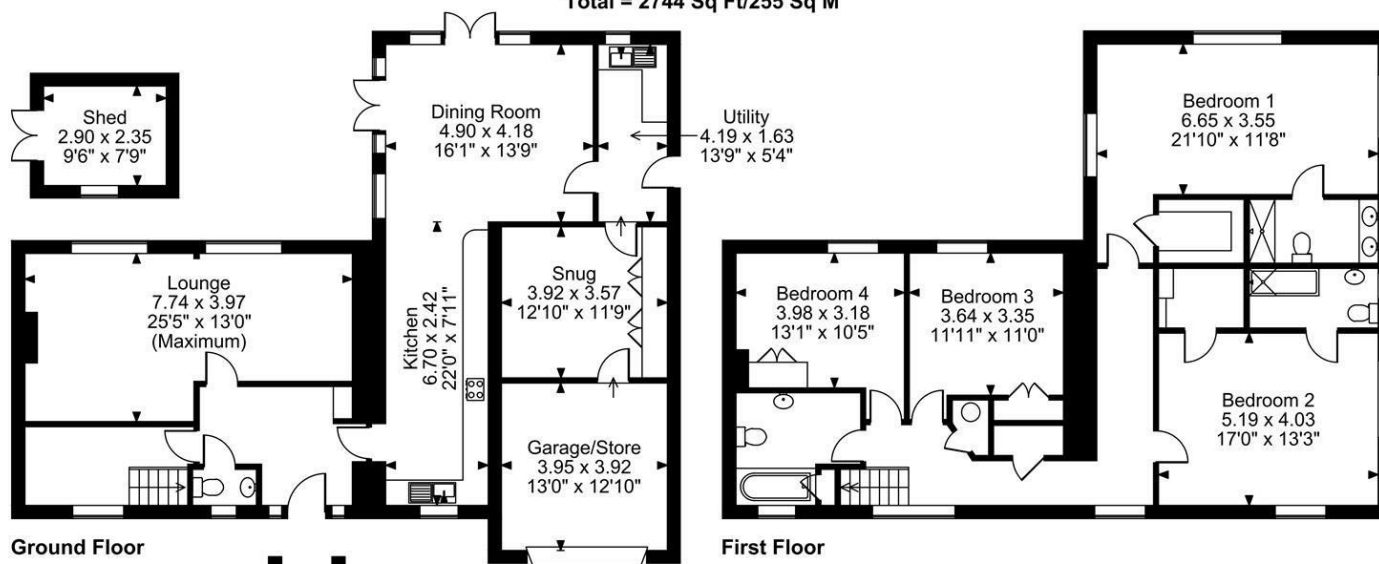 Total = 2744 Sq Ft/255 Sq M
Shed
2.90 x 2.35
9'6" x 7'9"
Dining Room
4.90 x 4.18
16'1" x 13'9"
Utility
4.19 x 1.63
13'9" x 5'4"
Lounge
7.74 x 3.97
25'5" x 13'0"
(Maximum)
Kitchen
6.70 x 2.42
22'0" x 7'11"
Snug
3.92 x 3.57
12'10" x 11'9"
Garage/Store
3.95 x 3.92
13'0" x 12'10"
Ground Floor
Bedroom 1
6.65 x 3.55
21'10" x 11'8"
Bedroom 4
3.98 x 3.18
13'1" x 10'5"
Bedroom 3
3.64 x 3.35
11'11" x 11'0"
Bedroom 2
5.19 x 4.03
17'0" x 13'3"
First Floor